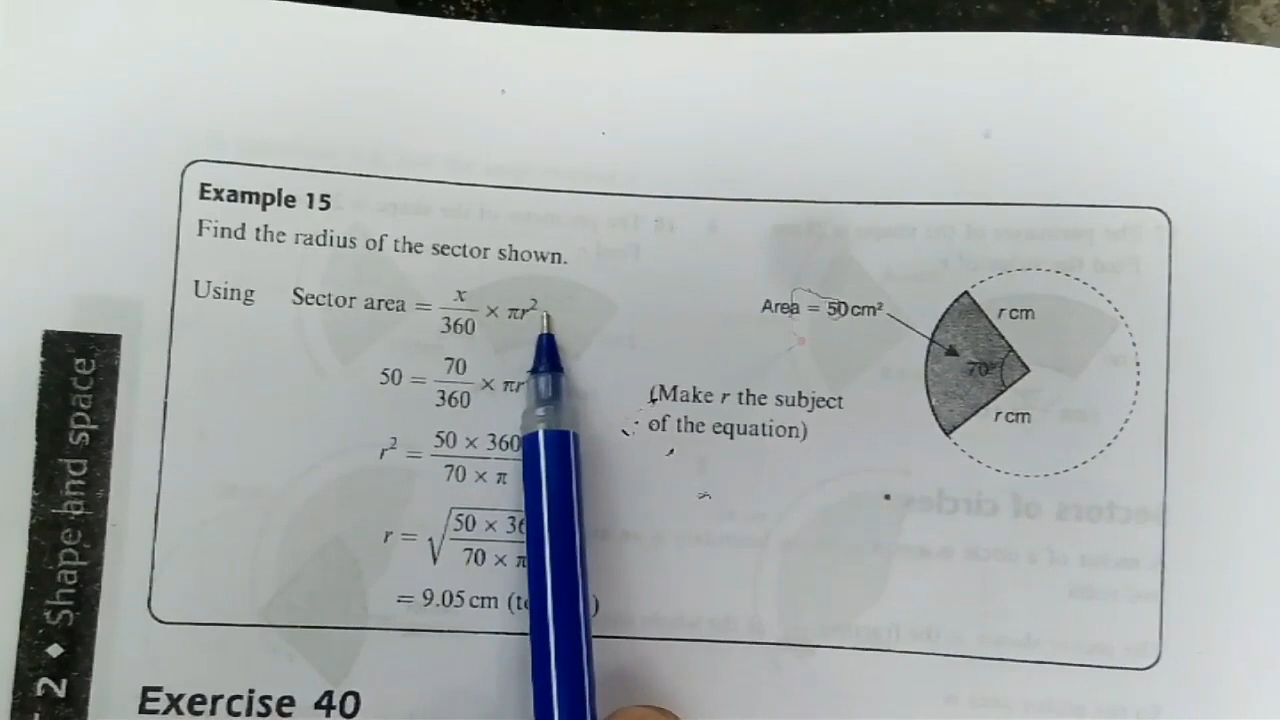 Example 15
Find the radius of the sector shown.
Using Sector area = x/360 × πr²
50 = 70/360 × πr
r² = 50 × 360 / 70 × π
r = √(50 × 36 / 70 × π
= 9.05 cm (to )
Area = 50 cm²
r cm
70°
r cm
(Make r the subject
of the equation)
2 ◆ Shape and space
Exercise 40